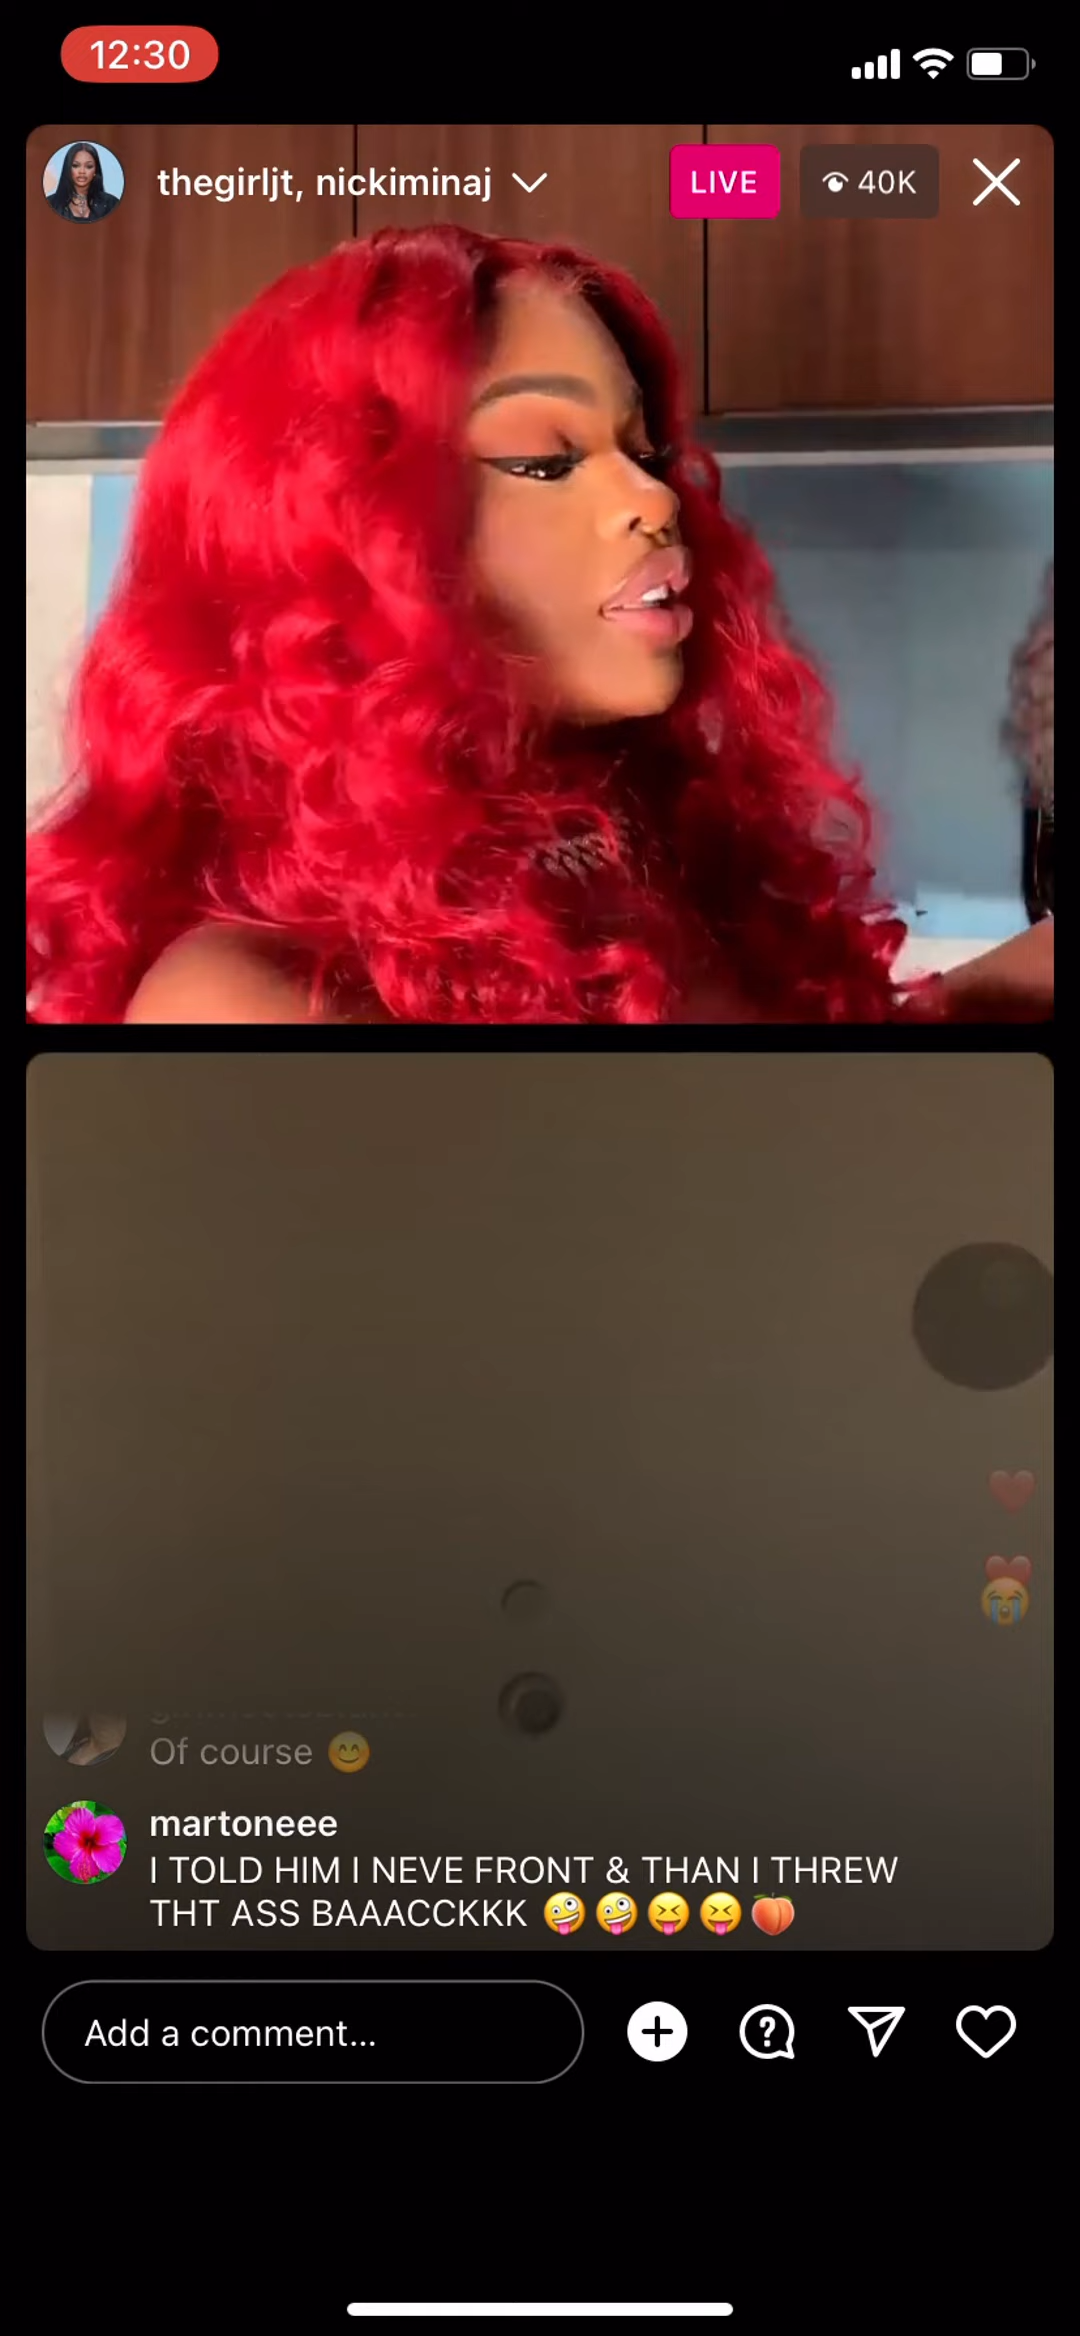 12:30
thegirljt, nickiminaj
LIVE
40K
Of course 😊
martoneee
I TOLD HIM I NEVE FRONT & THAN I THREW
THT ASS BAAACCKKK 🤪🤪😝😝🍑
Add a comment...